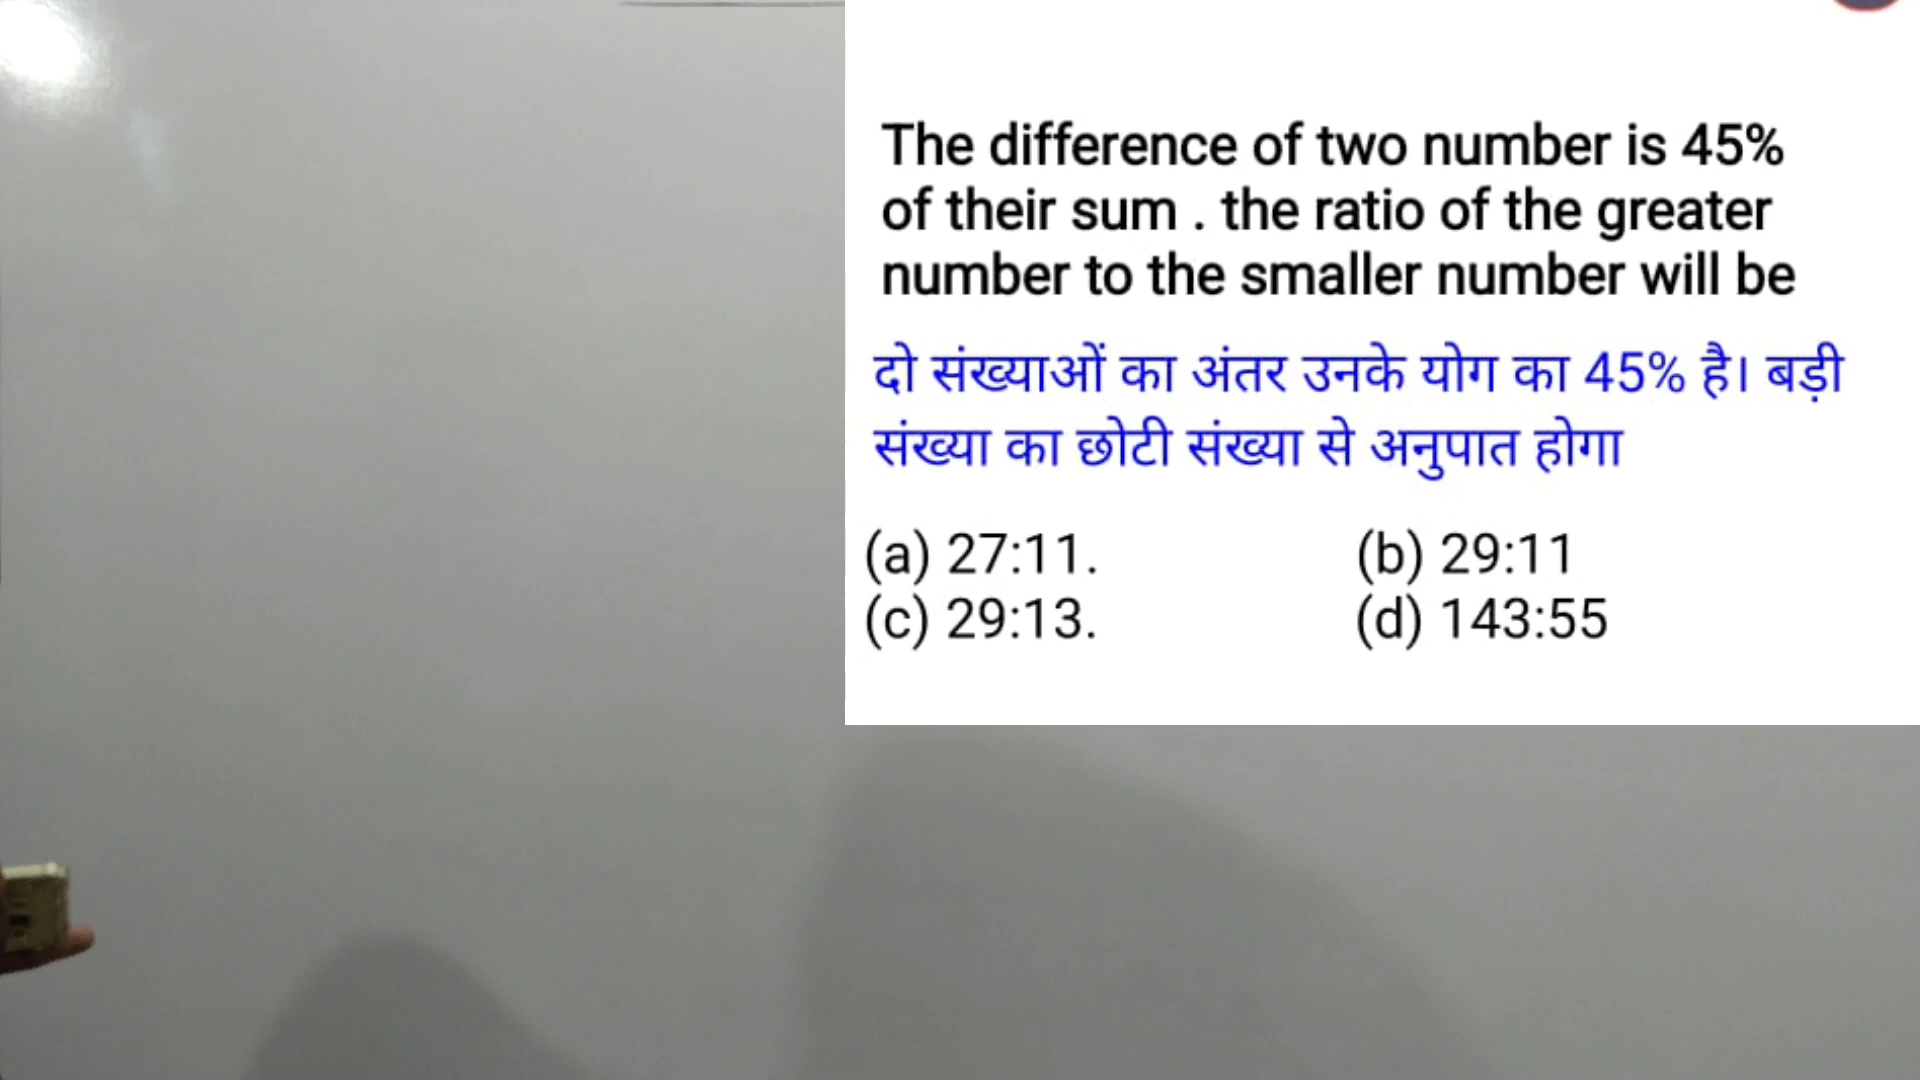 The difference of two number is 45%
of their sum . the ratio of the greater
number to the smaller number will be
दो संख्याओं का अंतर उनके योग का 45% है। बड़ी
संख्या का छोटी संख्या से अनुपात होगा
(a) 27:11. (b) 29:11
(c) 29:13. (d) 143:55